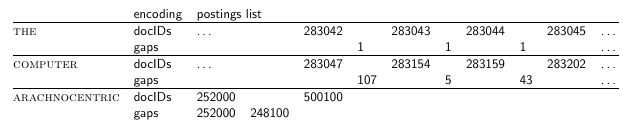 encoding postings list
THE docIDs ... 283042 283043 283044 283045 ...
gaps 1 1 1 ...
COMPUTER docIDs ... 283047 283154 283159 283202 ...
gaps 107 5 43 ...
ARACHNOCENTRIC docIDs 252000 500100
gaps 252000 248100